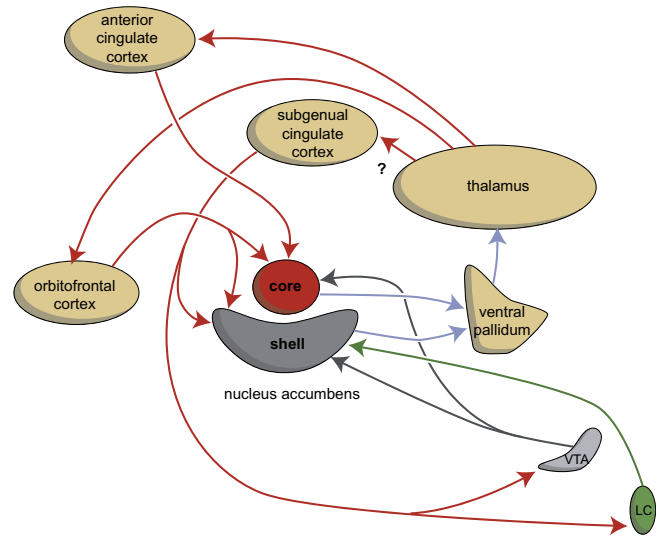 anterior
cingulate
cortex
subgenual
cingulate
cortex
?
thalamus
orbitofrontal
cortex
core
ventral
pallidum
shell
nucleus accumbens
VTA
LC